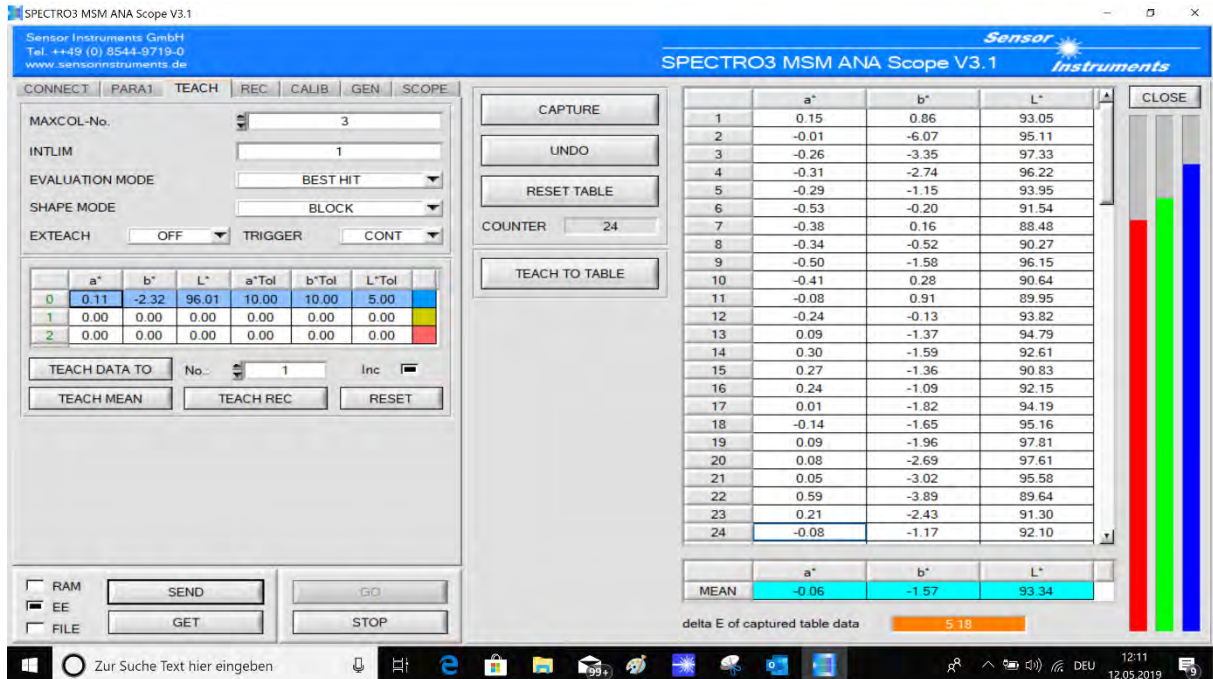 SPECTRO3 MSM ANA Scope V3.1
Sensor Instruments GmbH
Tel. ++49 (0) 8544-9719-0
www.sensorinstruments.de
SPECTRO3 MSM ANA Scope V3.1
Sensor
Instruments
CONNECT PARA1 TEACH REC CALIB GEN SCOPE
MAXCOL-No. 3
INTLIM 1
EVALUATION MODE BEST HIT
SHAPE MODE BLOCK
EXTEACH OFF TRIGGER CONT
a* b* L* a*Tol b*Tol L*Tol
0 0.11 -2.32 96.01 10.00 10.00 5.00
1 0.00 0.00 0.00 0.00 0.00 0.00
2 0.00 0.00 0.00 0.00 0.00 0.00
TEACH DATA TO No.: 1 Inc
TEACH MEAN TEACH REC RESET
RAM
EE
FILE
SEND
GET
GO
STOP
CAPTURE
UNDO
RESET TABLE
COUNTER 24
TEACH TO TABLE
a* b* L*
1 0.15 0.86 93.05
2 -0.01 -6.07 95.11
3 -0.26 -3.35 97.33
4 -0.31 -2.74 96.22
5 -0.29 -1.15 93.95
6 -0.53 -0.20 91.54
7 -0.38 0.16 88.48
8 -0.34 -0.52 90.27
9 -0.50 -1.58 96.15
10 -0.41 0.28 90.64
11 -0.08 0.91 89.95
12 -0.24 -0.13 93.82
13 0.09 -1.37 94.79
14 0.30 -1.59 92.61
15 0.27 -1.36 90.83
16 0.24 -1.09 92.15
17 0.01 -1.82 94.19
18 -0.14 -1.65 95.16
19 0.09 -1.96 97.81
20 0.08 -2.69 97.61
21 0.05 -3.02 95.58
22 0.59 -3.89 89.64
23 0.21 -2.43 91.30
24 -0.08 -1.17 92.10
a* b* L*
MEAN -0.06 -1.57 93.34
delta E of captured table data 5.18
CLOSE
Zur Suche Text hier eingeben
99+
DEU
12:11
12.05.2019
9